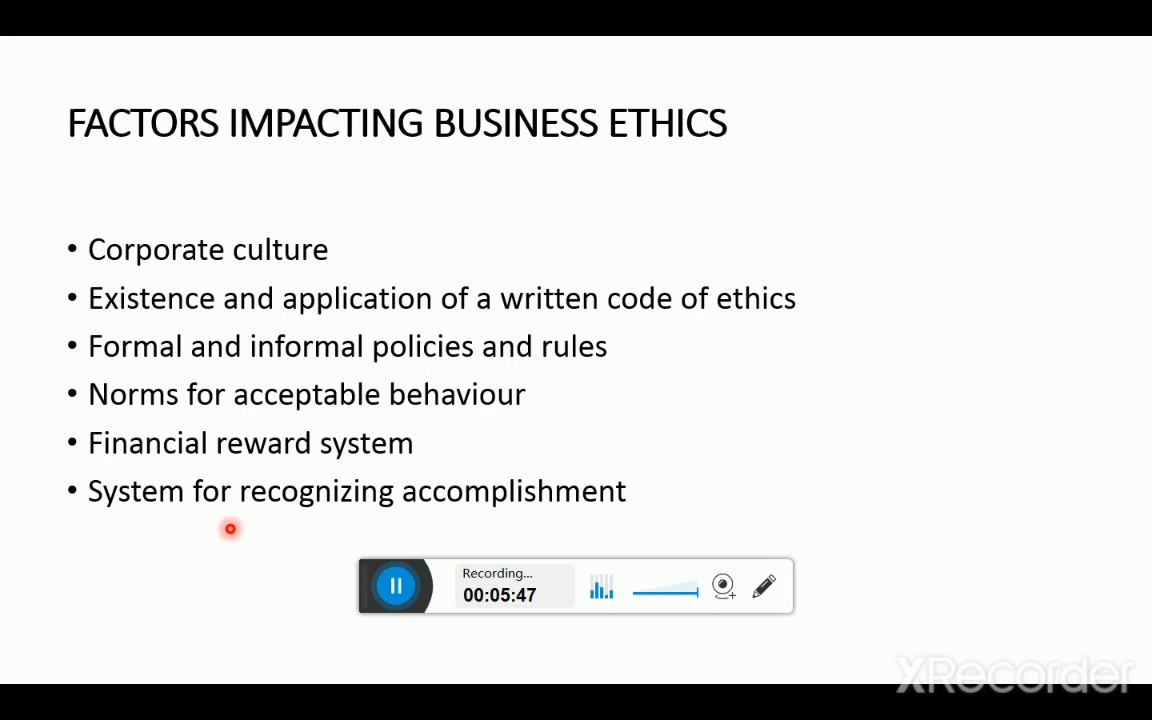 FACTORS IMPACTING BUSINESS ETHICS
• Corporate culture
• Existence and application of a written code of ethics
• Formal and informal policies and rules
• Norms for acceptable behaviour
• Financial reward system
• System for recognizing accomplishment
Recording...
00:05:47
XRecorder